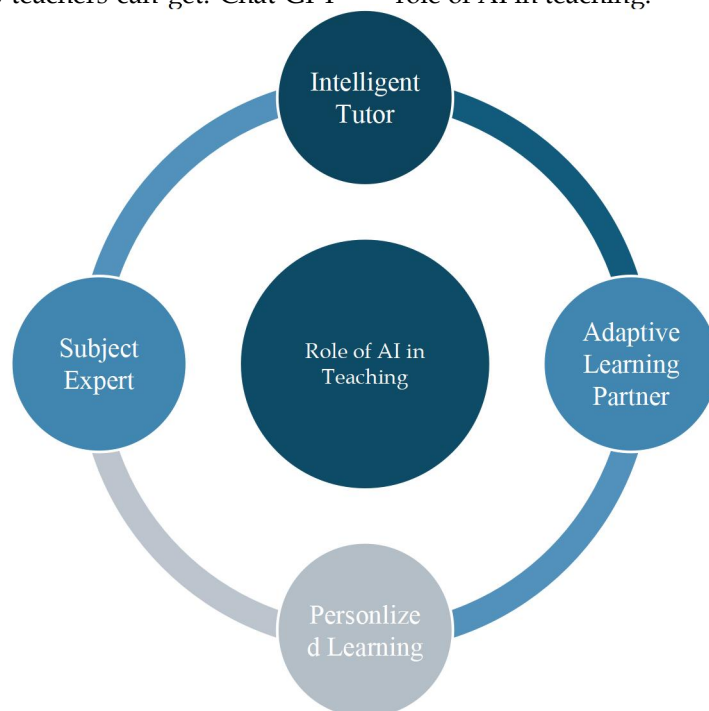 teachers can get. Chat GPT role of AI in teaching.
Intelligent
Tutor
Subject
Expert
Role of AI in
Teaching
Adaptive
Learning
Partner
Personlize
d Learning